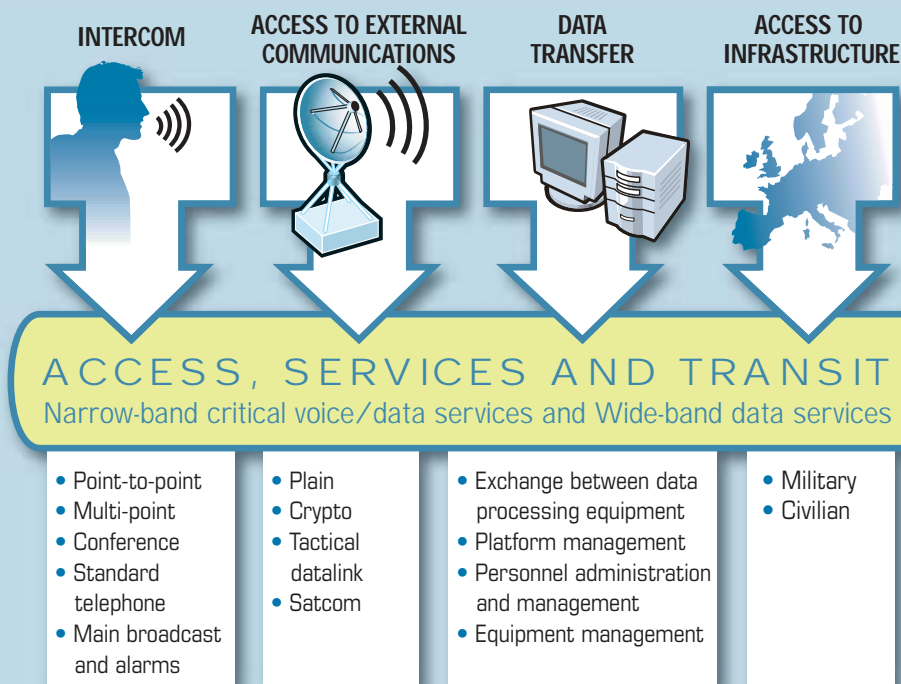 INTERCOM
ACCESS TO EXTERNAL
COMMUNICATIONS
DATA
TRANSFER
ACCESS TO
INFRASTRUCTURE
ACCESS, SERVICES AND TRANSIT
Narrow-band critical voice/data services and Wide-band data services
• Point-to-point
• Multi-point
• Conference
• Standard
telephone
• Main broadcast
and alarms
• Plain
• Crypto
• Tactical
datalink
• Satcom
• Exchange between data
processing equipment
• Platform management
• Personnel administration
and management
• Equipment management
• Military
• Civilian